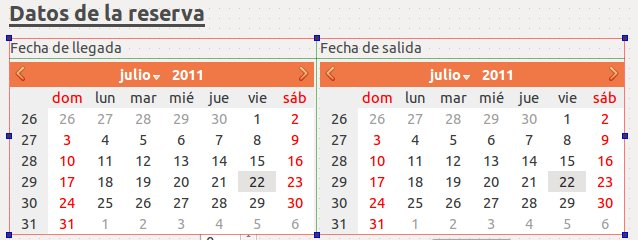 Datos de la reserva
Fecha de llegada Fecha de salida
julio 2011 julio 2011
dom lun mar mié jue vie sáb dom lun mar mié jue vie sáb
26 26 27 28 29 30 1 2 26 26 27 28 29 30 1 2
27 3 4 5 6 7 8 9 27 3 4 5 6 7 8 9
28 10 11 12 13 14 15 16 28 10 11 12 13 14 15 16
29 17 18 19 20 21 22 23 29 17 18 19 20 21 22 23
30 24 25 26 27 28 29 30 30 24 25 26 27 28 29 30
31 31 1 2 3 4 5 6 31 31 1 2 3 4 5 6